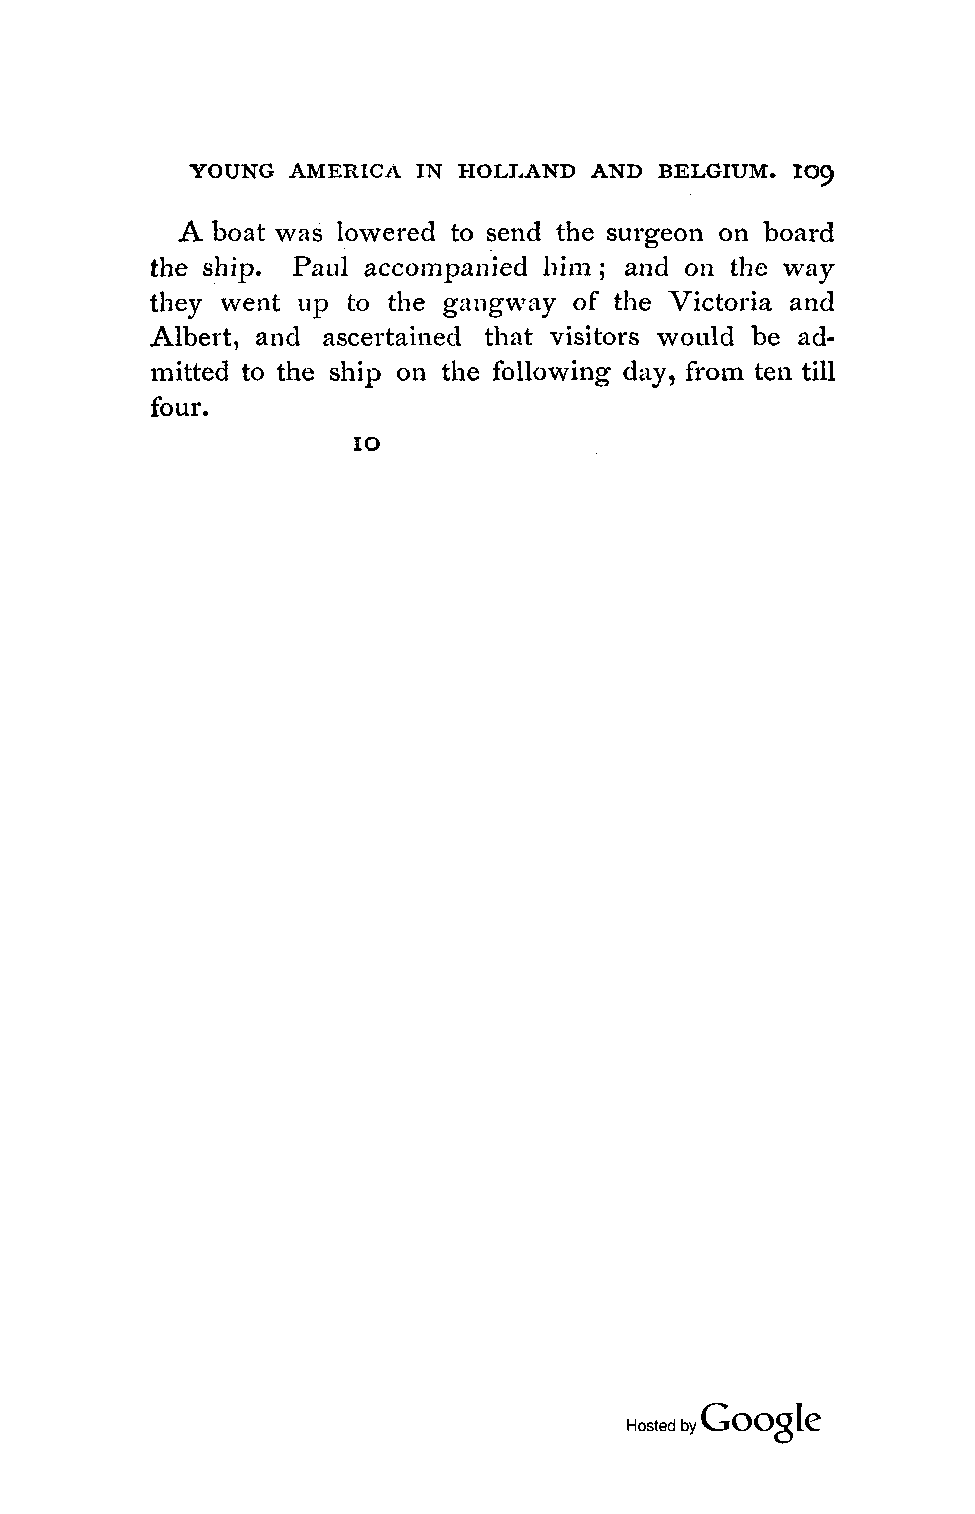 YOUNG AMERICA IN HOLLAND AND BELGIUM. 109
A boat was lowered to send the surgeon on board
the ship. Paul accompanied him; and on the way
they went up to the gangway of the Victoria and
Albert, and ascertained that visitors would be ad-
mitted to the ship on the following day, from ten till
four.
10
Hosted by Google